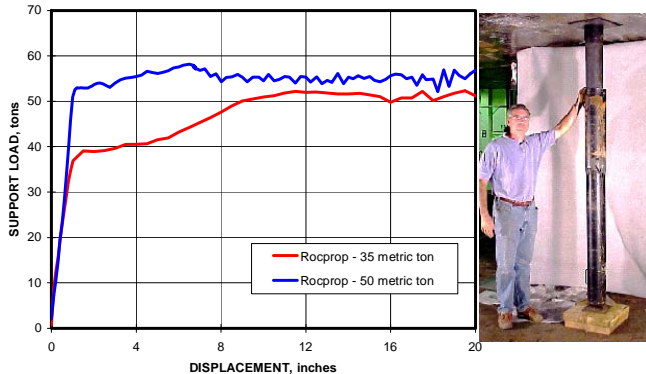 70
60
50
40
30
20
10
0
SUPPORT LOAD, tons
Rocprop - 35 metric ton
Rocprop - 50 metric ton
0 4 8 12 16 20
DISPLACEMENT, inches